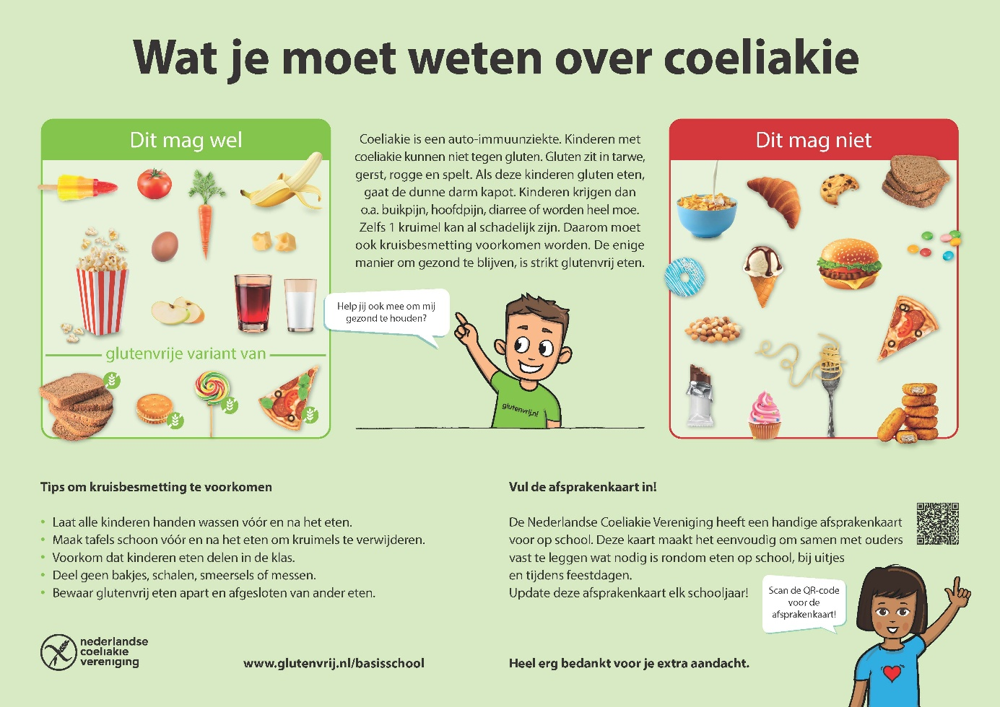 Wat je moet weten over coeliakie
Dit mag wel
glutenvrije variant van
Coeliakie is een auto-immuunziekte. Kinderen met
coeliakie kunnen niet tegen gluten. Gluten zit in tarwe,
gerst, rogge en spelt. Als deze kinderen gluten eten,
gaat de dunne darm kapot. Kinderen krijgen dan
o.a. buikpijn, hoofdpijn, diarree of worden heel moe.
Zelfs 1 kruimel kan al schadelijk zijn. Daarom moet
ook kruisbesmetting voorkomen worden. De enige
manier om gezond te blijven, is strikt glutenvrij eten.
Help jij ook mee om mij
gezond te houden?
glutenvrij.nl
Dit mag niet
Tips om kruisbesmetting te voorkomen
• Laat alle kinderen handen wassen vóór en na het eten.
• Maak tafels schoon vóór en na het eten om kruimels te verwijderen.
• Voorkom dat kinderen eten delen in de klas.
• Deel geen bakjes, schalen, smeersels of messen.
• Bewaar glutenvrij eten apart en afgesloten van ander eten.
Vul de afsprakenkaart in!
De Nederlandse Coeliakie Vereniging heeft een handige afsprakenkaart
voor op school. Deze kaart maakt het eenvoudig om samen met ouders
vast te leggen wat nodig is rondom eten op school, bij uitjes
en tijdens feestdagen.
Update deze afsprakenkaart elk schooljaar!
Scan de QR-code
voor de
afsprakenkaart!
nederlandse
coeliakie
vereniging
www.glutenvrij.nl/basisschool
Heel erg bedankt voor je extra aandacht.